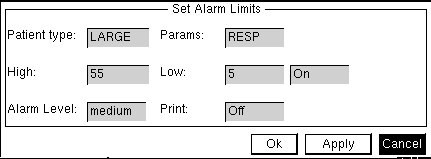 Set Alarm Limits
Patient type: LARGE Params: RESP
High: 55 Low: 5 On
Alarm Level: medium Print: Off
Ok Apply Cancel